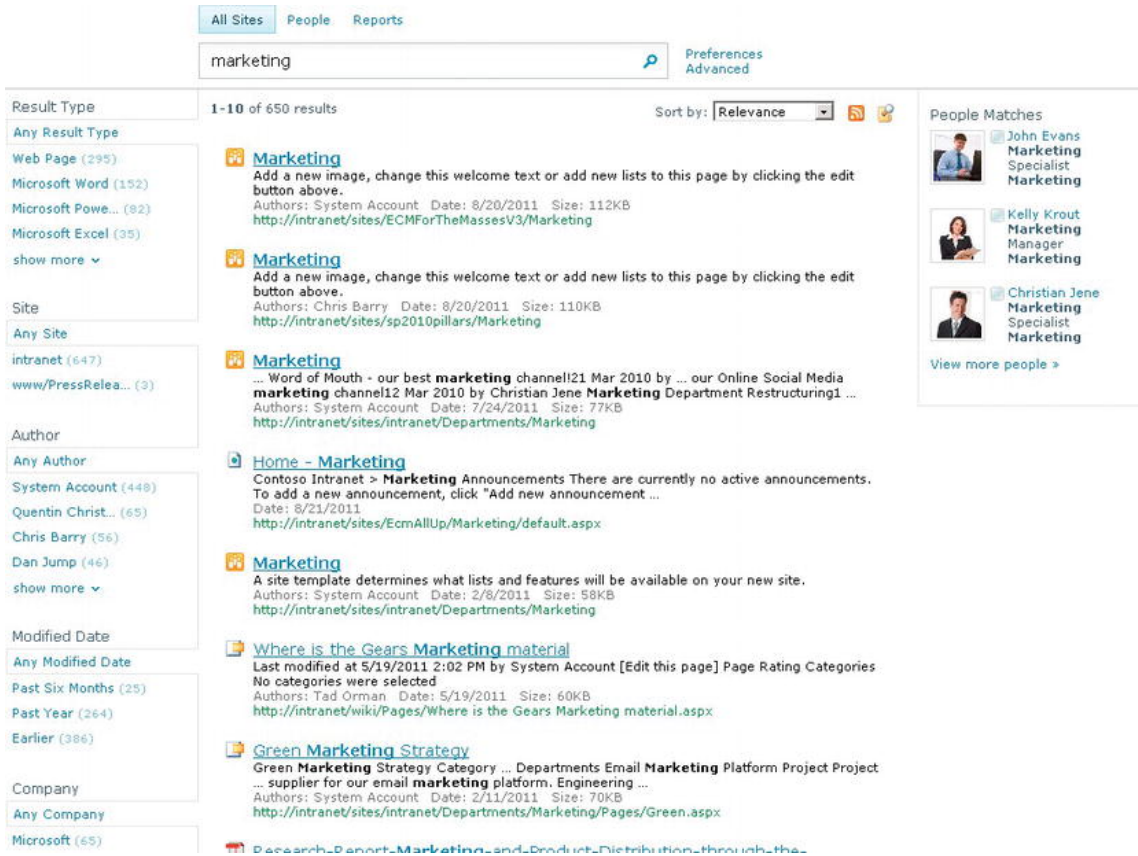 All Sites People Reports
marketing
Preferences
Advanced
Result Type
Any Result Type
Web Page (295)
Microsoft Word (152)
Microsoft Powe... (82)
Microsoft Excel (35)
show more
Site
Any Site
intranet (647)
www/PressRelea... (3)
Author
Any Author
System Account (448)
Quentin Christ... (65)
Chris Barry (56)
Dan Jump (46)
show more
Modified Date
Any Modified Date
Past Six Months (25)
Past Year (264)
Earlier (386)
Company
Any Company
Microsoft (65)
1-10 of 650 results
Sort by: Relevance
Marketing
Add a new image, change this welcome text or add new lists to this page by clicking the edit
button above.
Authors: System Account Date: 8/20/2011 Size: 112KB
http://intranet/sites/ECMForTheMassesV3/Marketing
Marketing
Add a new image, change this welcome text or add new lists to this page by clicking the edit
button above.
Authors: Chris Barry Date: 8/20/2011 Size: 110KB
http://intranet/sites/sp2010pillars/Marketing
Marketing
... Word of Mouth - our best marketing channel!21 Mar 2010 by ... our Online Social Media
marketing channel12 Mar 2010 by Christian Jene Marketing Department Restructuring1 ...
Authors: System Account Date: 7/24/2011 Size: 77KB
http://intranet/sites/intranet/Departments/Marketing
Home - Marketing
Contoso Intranet > Marketing Announcements There are currently no active announcements.
To add a new announcement, click "Add new announcement ...
Date: 8/21/2011
http://intranet/sites/EcmAllUp/Marketing/default.aspx
Marketing
A site template determines what lists and features will be available on your new site.
Authors: System Account Date: 2/8/2011 Size: 58KB
http://intranet/sites/intranet/Departments/Marketing
Where is the Gears Marketing material
Last modified at 5/19/2011 2:02 PM by System Account [Edit this page] Page Rating Categories
No categories were selected
Authors: Tad Orman Date: 5/19/2011 Size: 60KB
http://intranet/wiki/Pages/Where is the Gears Marketing material.aspx
Green Marketing Strategy
Green Marketing Strategy Category ... Departments Email Marketing Platform Project Project
... supplier for our email marketing platform. Engineering ...
Authors: System Account Date: 2/11/2011 Size: 70KB
http://intranet/sites/intranet/Departments/Marketing/Pages/Green.aspx
Research-Report-Marketing-and-Product-Distribution-through-the-
People Matches
John Evans
Marketing
Specialist
Marketing
Kelly Krout
Marketing
Manager
Marketing
Christian Jene
Marketing
Specialist
Marketing
View more people »